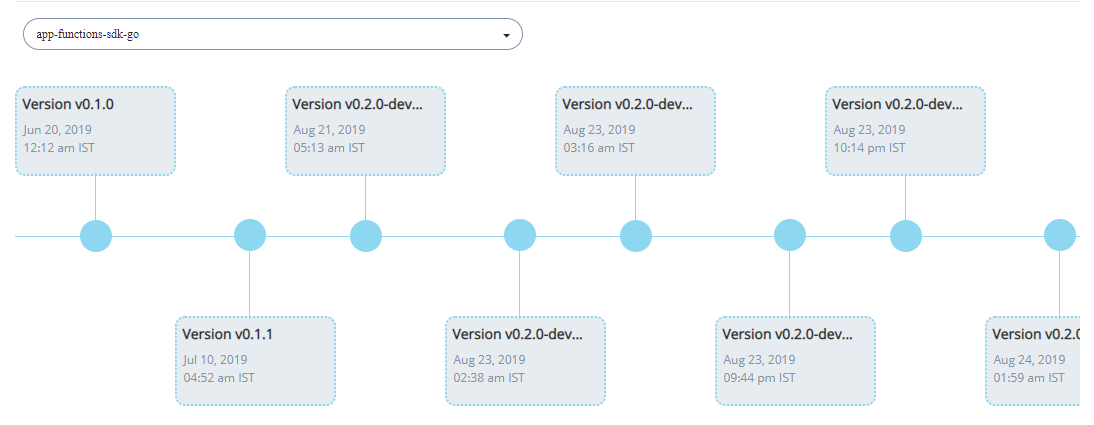 app-functions-sdk-go
Version v0.1.0
Jun 20, 2019
12:12 am IST
Version v0.2.0-dev...
Aug 21, 2019
05:13 am IST
Version v0.2.0-dev...
Aug 23, 2019
03:16 am IST
Version v0.2.0-dev...
Aug 23, 2019
10:14 pm IST
Version v0.1.1
Jul 10, 2019
04:52 am IST
Version v0.2.0-dev...
Aug 23, 2019
02:38 am IST
Version v0.2.0-dev...
Aug 23, 2019
09:44 pm IST
Version v0.2.0
Aug 24, 2019
01:59 am IST